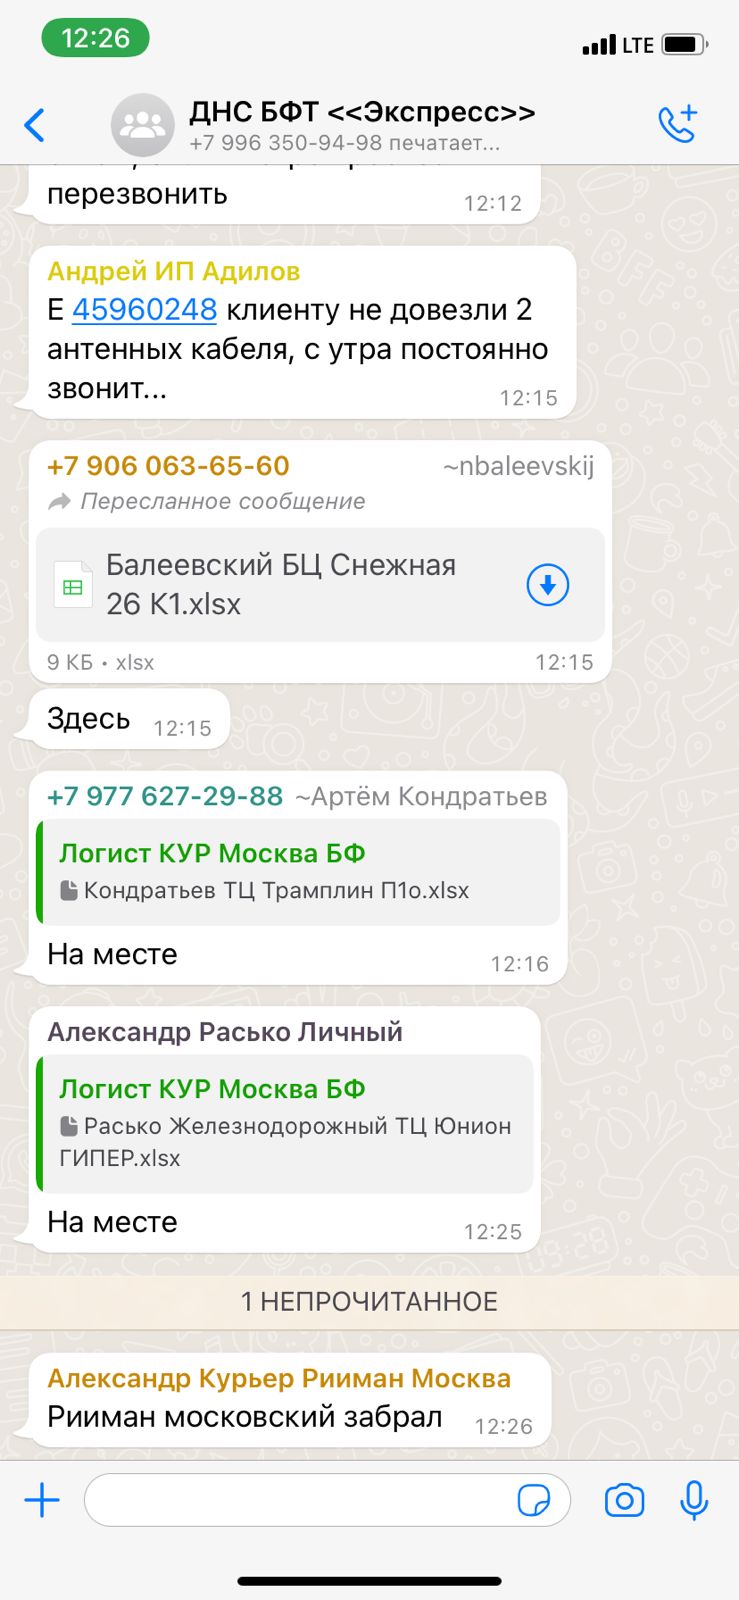 12:26
LTE
ДНС БФТ <<Экспресс>>
+7 996 350-94-98 печатает...
перезвонить
12:12
Андрей ИП Адилов
Е 45960248 клиенту не довезли 2
антенных кабеля, с утра постоянно
звонит...
12:15
+7 906 063-65-60 ~nbaleevskij
Пересланное сообщение
Балеевский БЦ Снежная
26 К1.xlsx
9 КБ • xlsx 12:15
Здесь 12:15
+7 977 627-29-88 ~Артём Кондратьев
Логист КУР Москва БФ
Кондратьев ТЦ Трамплин П1о.xlsx
На месте
12:16
Александр Расько Личный
Логист КУР Москва БФ
Расько Железнодорожный ТЦ Юнион
ГИПЕР.xlsx
На месте
12:25
1 НЕПРОЧИТАННОЕ
Александр Курьер Рииман Москва
Рииман московский забрал 12:26